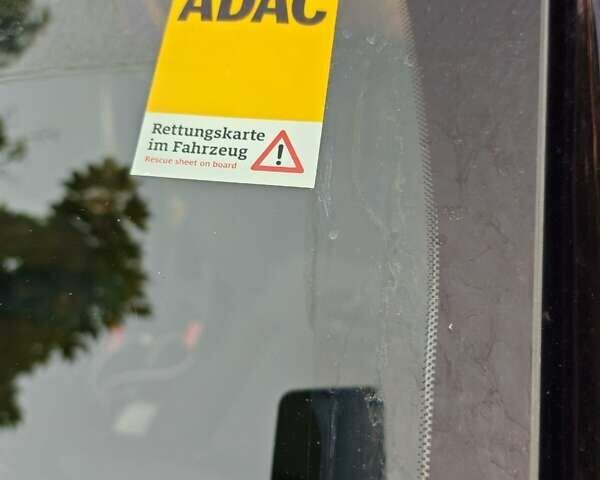 ADAC
Rettungskarte
im Fahrzeug
Rescue sheet on board